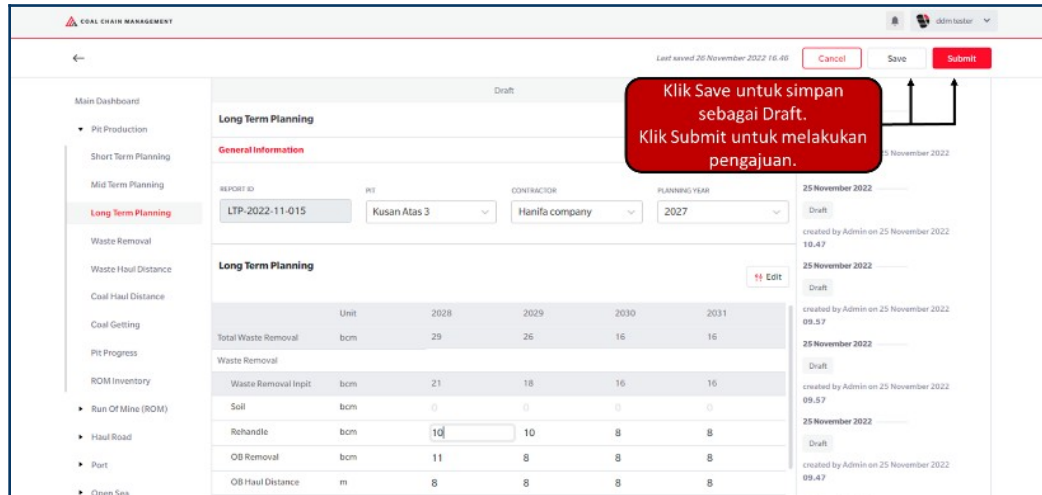 COAL CHAIN MANAGEMENT
ddm tester
Last saved 26 November 2022 16.46
Cancel
Save
Submit
Draft
Klik Save untuk simpan
sebagai Draft.
Klik Submit untuk melakukan
pengajuan.
Main Dashboard
Pit Production
Short Term Planning
Mid Term Planning
Long Term Planning
Waste Removal
Waste Haul Distance
Coal Haul Distance
Coal Getting
Pit Progress
ROM Inventory
Run Of Mine (ROM)
Haul Road
Port
Open Sea
Long Term Planning
General Information
REPORT ID PIT CONTRACTOR PLANNING YEAR
LTP-2022-11-015 Kusan Atas 3 Hanifa company 2027
Long Term Planning
Edit
Unit 2028 2029 2030 2031
Total Waste Removal bcm 29 26 16 16
Waste Removal
Waste Removal Inpit bcm 21 18 16 16
Soil bcm 0 0 0 0
Rehandle bcm 10 10 8 8
OB Removal bcm 11 8 8 8
OB Haul Distance m 8 8 8 8
25 November 2022
25 November 2022
Draft
created by Admin on 25 November 2022
10.47
25 November 2022
Draft
created by Admin on 25 November 2022
09.57
25 November 2022
Draft
created by Admin on 25 November 2022
09.57
25 November 2022
Draft
created by Admin on 25 November 2022
09.47